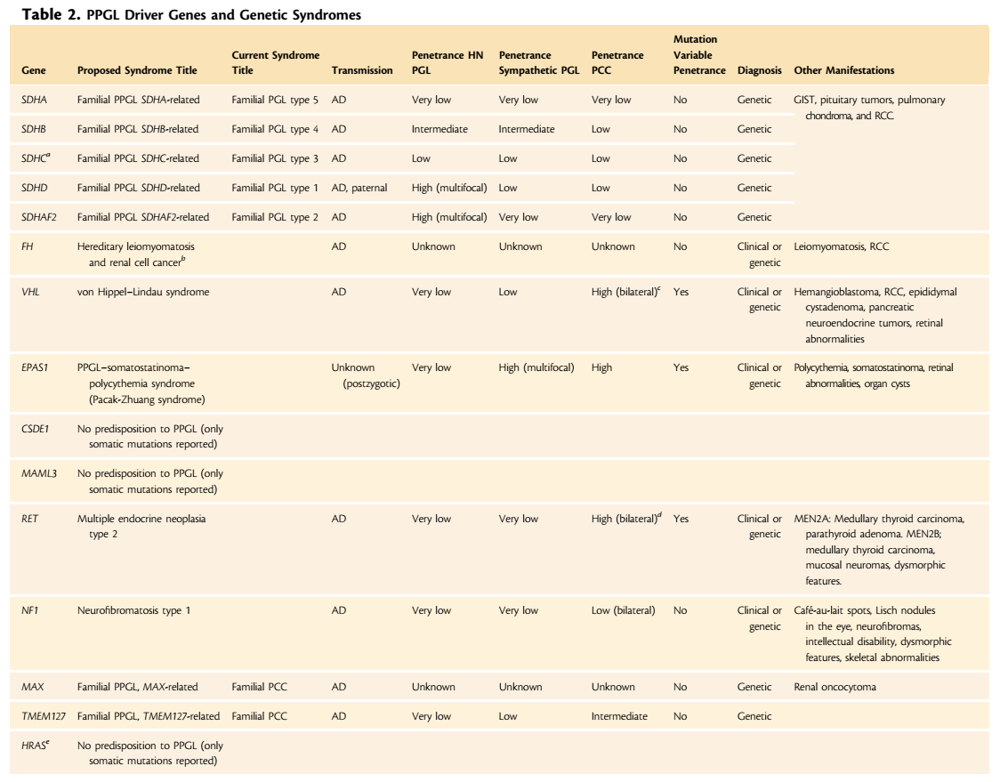 Table 2. PPGL Driver Genes and Genetic Syndromes
Gene Proposed Syndrome Title Current Syndrome Title Transmission Penetrance HN PGL Penetrance Sympathetic PGL Penetrance PCC Mutation Variable Penetrance Diagnosis Other Manifestations
SDHA Familial PPGL SDHA-related Familial PGL type 5 AD Very low Very low Very low No Genetic GIST, pituitary tumors, pulmonary
chondroma, and RCC.
SDHB Familial PPGL SDHB-related Familial PGL type 4 AD Intermediate Intermediate Low No Genetic
SDHCa Familial PPGL SDHC-related Familial PGL type 3 AD Low Low Low No Genetic
SDHD Familial PPGL SDHD-related Familial PGL type 1 AD, paternal High (multifocal) Low Low No Genetic
SDHAF2 Familial PPGL SDHAF2-related Familial PGL type 2 AD High (multifocal) Very low Very low No Genetic
FH Hereditary leiomyomatosis AD Unknown Unknown Unknown No Clinical or Leiomyomatosis, RCC
and renal cell cancerb genetic
VHL von Hippel–Lindau syndrome AD Very low Low High (bilateral)c Yes Clinical or Hemangioblastoma, RCC, epididymal
genetic cystadenoma, pancreatic
neuroendocrine tumors, retinal
abnormalities
EPAS1 PPGL–somatostatinoma– Unknown Very low High (multifocal) High Yes Clinical or Polycythemia, somatostatinoma, retinal
polycythemia syndrome (postzygotic) genetic abnormalities, organ cysts
(Pacak-Zhuang syndrome)
CSDE1 No predisposition to PPGL (only
somatic mutations reported)
MAML3 No predisposition to PPGL (only
somatic mutations reported)
RET Multiple endocrine neoplasia AD Very low Very low High (bilateral)d Yes Clinical or MEN2A: Medullary thyroid carcinoma,
type 2 genetic parathyroid adenoma. MEN2B;
medullary thyroid carcinoma,
mucosal neuromas, dysmorphic
features.
NF1 Neurofibromatosis type 1 AD Very low Very low Low (bilateral) No Clinical or Café-au-lait spots, Lisch nodules
genetic in the eye, neurofibromas,
intellectual disability, dysmorphic
features, skeletal abnormalities
MAX Familial PPGL, MAX-related Familial PCC AD Unknown Unknown Unknown No Genetic Renal oncocytoma
TMEM127 Familial PPGL, TMEM127-related Familial PCC AD Very low Low Intermediate No Genetic
HRASe No predisposition to PPGL (only
somatic mutations reported)